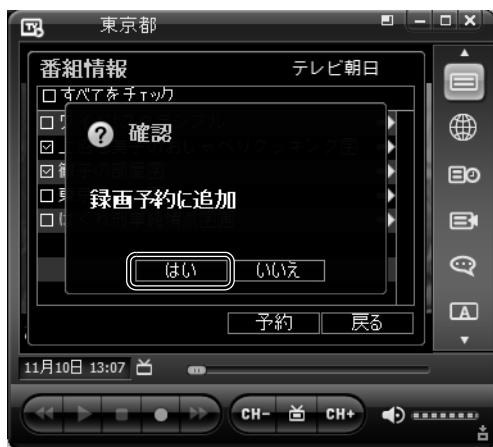 東京都
番組情報 テレビ朝日
すべてをチェック
確認
録画予約に追加
はい いいえ
予約 戻る
11月10日 13:07
CH- CH+